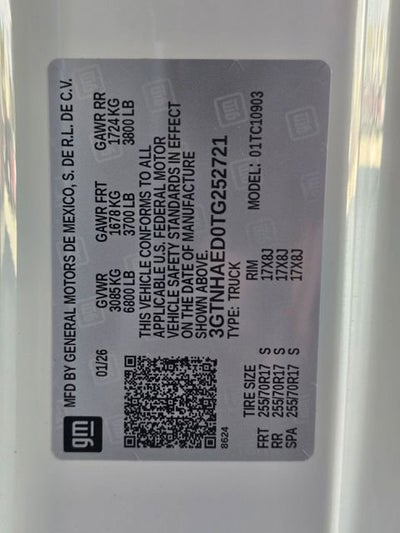 gm
MFD BY GENERAL MOTORS DE MEXICO, S. DE R.L. DE C.V.
01/26
GVWR
3085 KG
6800 LB
GAWR FRT
1678 KG
3700 LB
GAWR RR
1724 KG
3800 LB
THIS VEHICLE CONFORMS TO ALL
APPLICABLE U.S. FEDERAL MOTOR
VEHICLE SAFETY STANDARDS IN EFFECT
ON THE DATE OF MANUFACTURE
SHOWN ABOVE.
3GTNHAED0TG252721
TYPE: TRUCK
MODEL: 01TC10903
8624
TIRE SIZE RIM
FRT 255/70R17 S 17X8J
RR 255/70R17 S 17X8J
SPA 255/70R17 S 17X8J